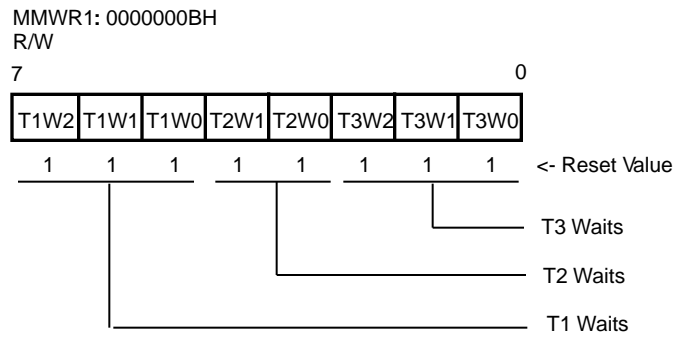 MMWR1: 0000000BH
R/W
7 0
T1W2 T1W1 T1W0 T2W1 T2W0 T3W2 T3W1 T3W0
1 1 1 1 1 1 1 1 <- Reset Value
T3 Waits
T2 Waits
T1 Waits